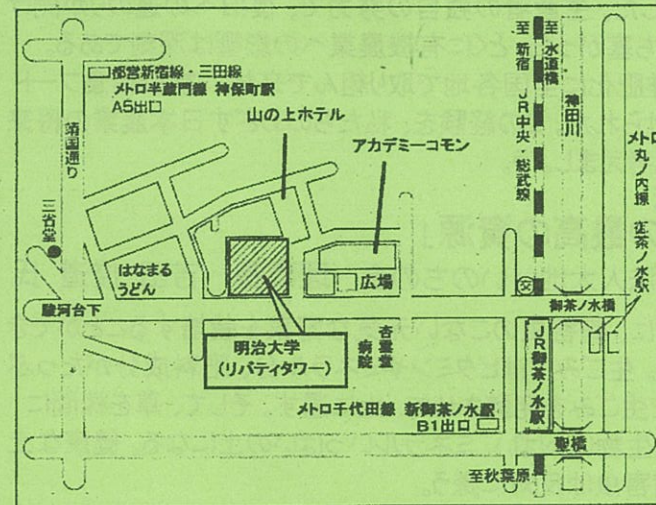 都営新宿線・三田線
メトロ半蔵門線 神保町駅
A5出口
靖国通り
三省堂
山の上ホテル
アカデミーコモン
至新宿
至水道橋
JR中央・総武線
神田川
メトロ
丸ノ内線 御茶ノ水駅
はなまる
うどん
広場
交
駿河台下
御茶ノ水橋
明治大学
(リバティタワー)
杏雲堂
病院
JR御茶ノ水駅
メトロ千代田線 新御茶ノ水駅
B1出口
聖橋
至秋葉原